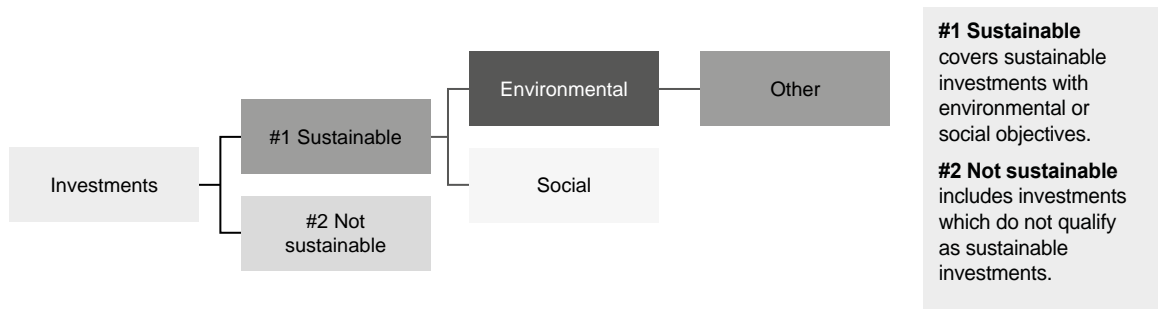 Investments
#1 Sustainable
#2 Not
sustainable
Environmental
Social
Other
#1 Sustainable
covers sustainable
investments with
environmental or
social objectives.
#2 Not sustainable
includes investments
which do not qualify
as sustainable
investments.